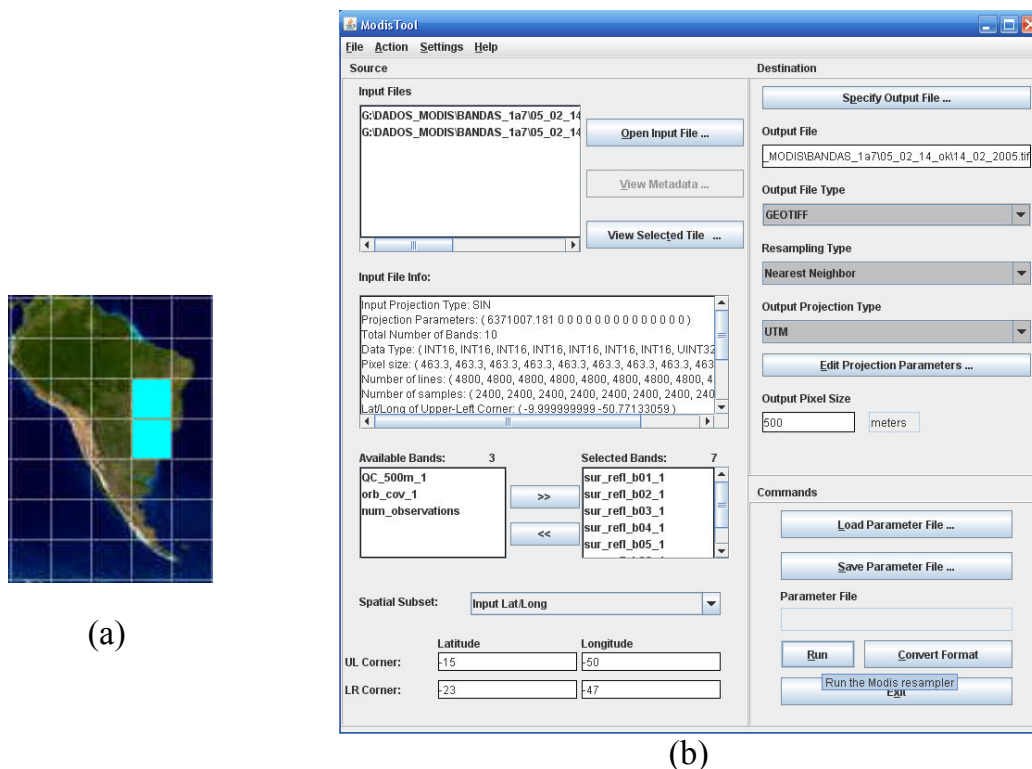 (a)
ModisTool
File Action Settings Help
Source
Input Files
G:\DADOS_MODIS\BANDAS_1a7\05_02_14
G:\DADOS_MODIS\BANDAS_1a7\05_02_14
Open Input File ...
View Metadata ...
View Selected Tile ...
Input File Info:
Input Projection Type: SIN
Projection Parameters: ( 6371007.181 0 0 0 0 0 0 0 0 0 0 0 0 0 0 )
Total Number of Bands: 10
Data Type: ( INT16, INT16, INT16, INT16, INT16, INT16, INT16, UINT32
Pixel size: ( 463.3, 463.3, 463.3, 463.3, 463.3, 463.3, 463.3, 463.3, 463
Number of lines: ( 4800, 4800, 4800, 4800, 4800, 4800, 4800, 4800, 4
Number of samples: ( 2400, 2400, 2400, 2400, 2400, 2400, 2400, 240
Lat/Long of Upper-Left Corner: ( -9.999999999 -50.77133059 )
Available Bands: 3
QC_500m_1
orb_cov_1
num_observations
>>
<<
Selected Bands: 7
sur_refl_b01_1
sur_refl_b02_1
sur_refl_b03_1
sur_refl_b04_1
sur_refl_b05_1
Spatial Subset: Input Lat/Long
Latitude Longitude
UL Corner: -15 -50
LR Corner: -23 -47
Destination
Specify Output File ...
Output File
_MODIS\BANDAS_1a7\05_02_14_ok\14_02_2005.tif
Output File Type
GEOTIFF
Resampling Type
Nearest Neighbor
Output Projection Type
UTM
Edit Projection Parameters ...
Output Pixel Size
500 meters
Commands
Load Parameter File ...
Save Parameter File ...
Parameter File
Run Convert Format
Run the Modis resampler
Exit
(b)